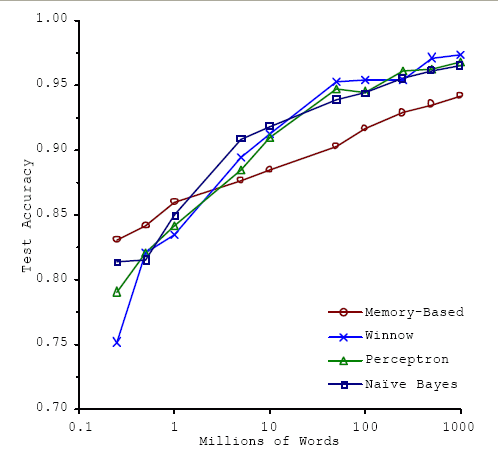 1.00
0.95
0.90
0.85
0.80
0.75
0.70
Test Accuracy
Memory-Based
Winnow
Perceptron
Naïve Bayes
0.1 1 10 100 1000
Millions of Words